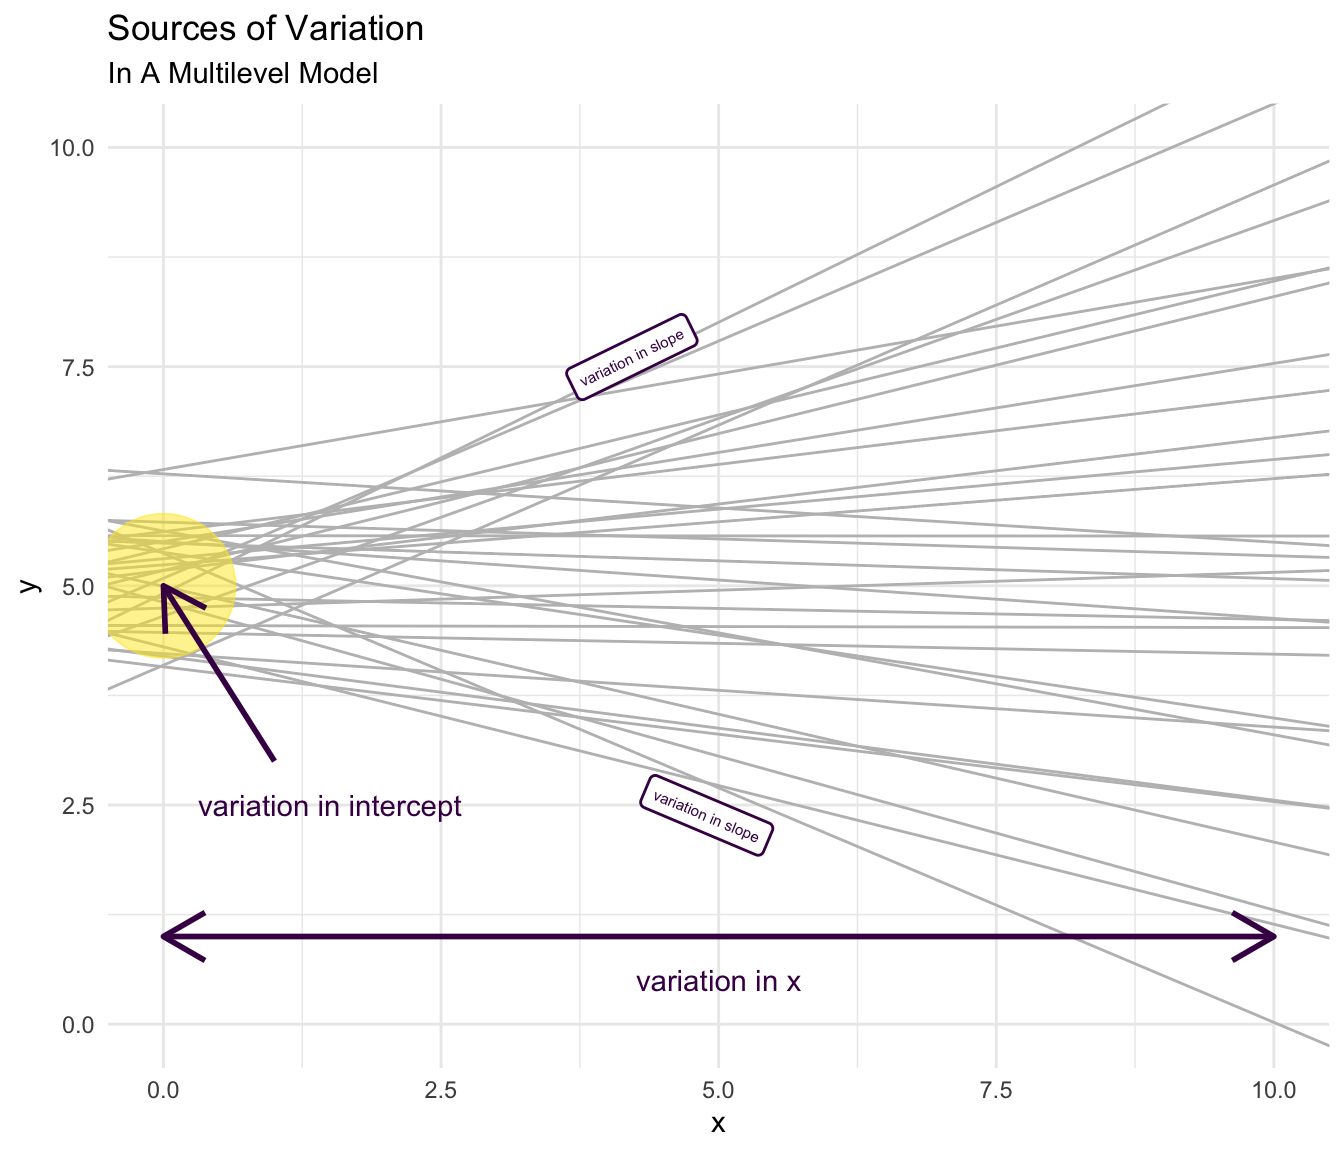 Sources of Variation
In A Multilevel Model
10.0
7.5
5.0
2.5
0.0
y
variation in slope
variation in intercept
variation in slope
variation in x
0.0 2.5 5.0 7.5 10.0
x